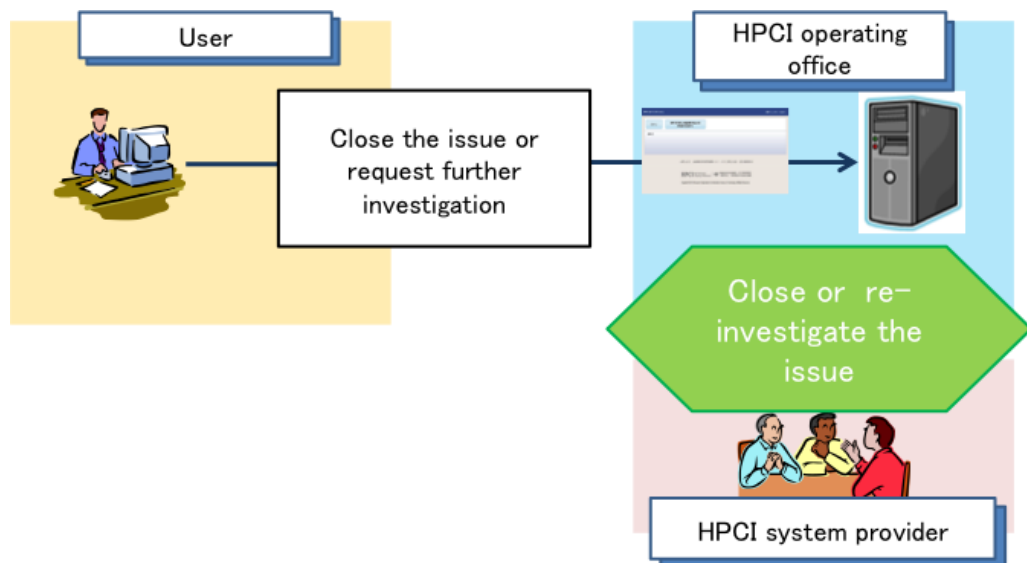 User
HPCI operating
office
Close the issue or
request further
investigation
Close or re-
investigate the
issue
HPCI system provider